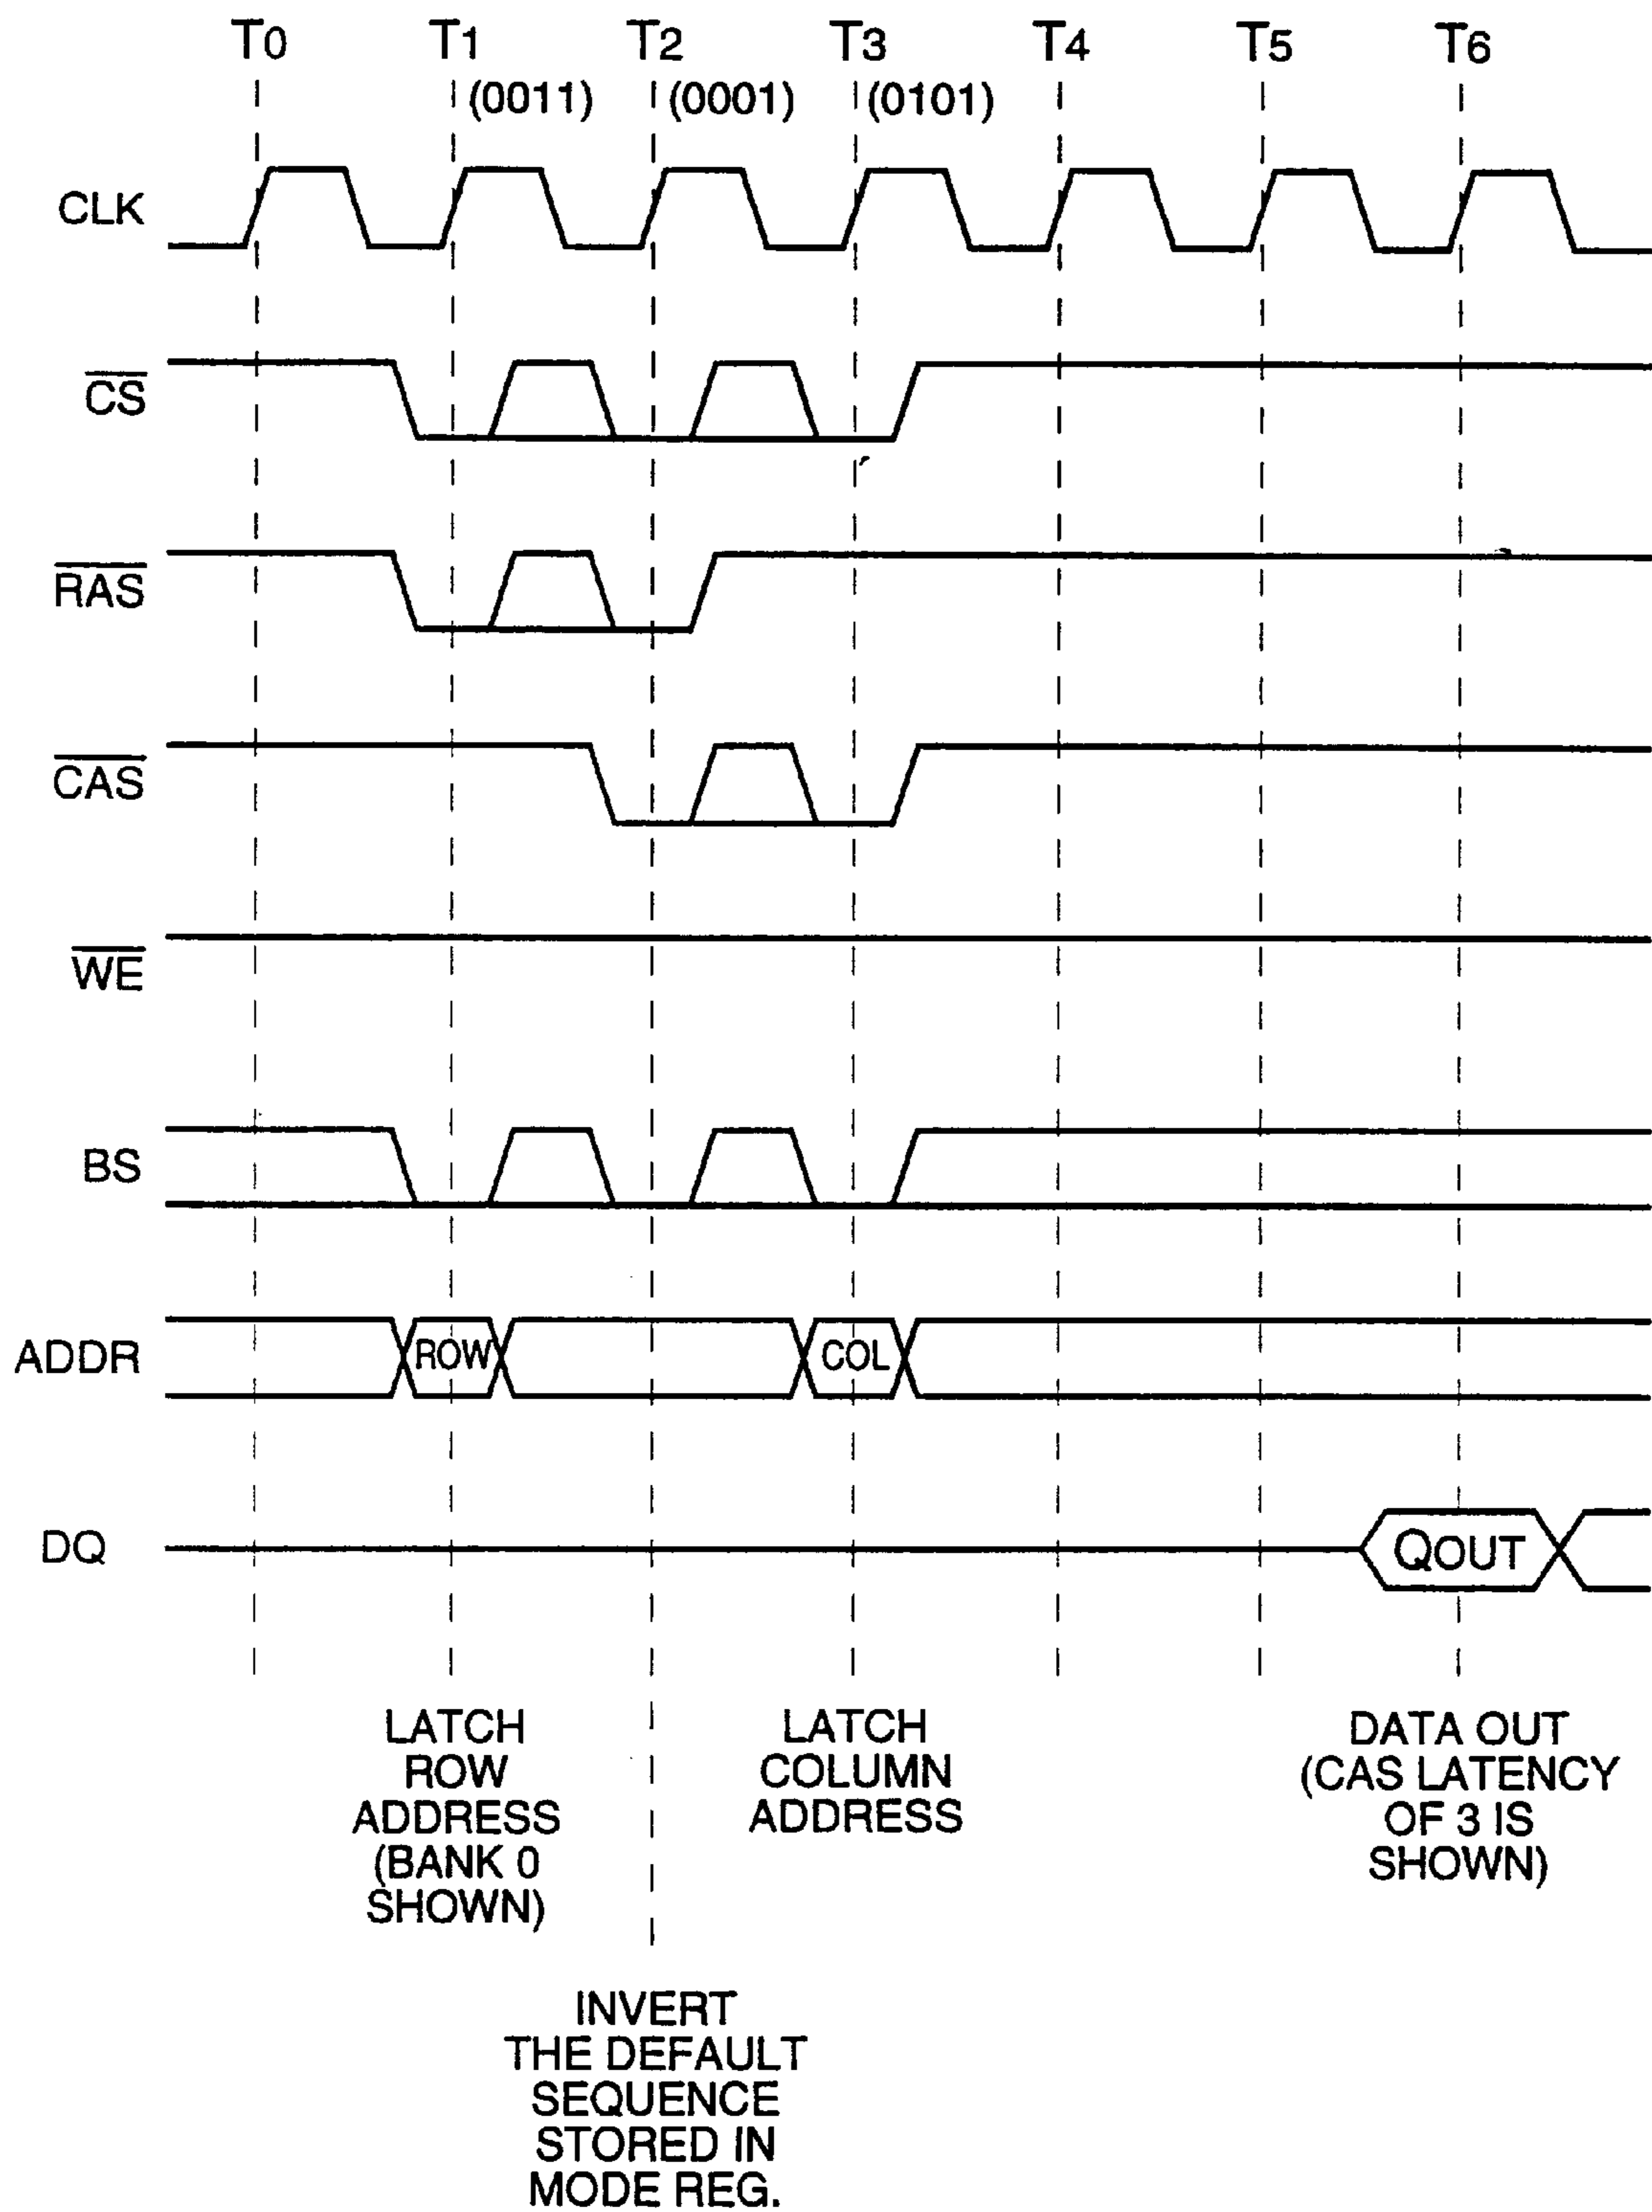 T0 T1 T2 T3 T4 T5 T6
(0011) (0001) (0101)
CLK
CS
RAS
CAS
WE
BS
ADDR ROW COL
DQ QOUT
LATCH
ROW
ADDRESS
(BANK 0
SHOWN)
LATCH
COLUMN
ADDRESS
DATA OUT
(CAS LATENCY
OF 3 IS
SHOWN)
INVERT
THE DEFAULT
SEQUENCE
STORED IN
MODE REG.